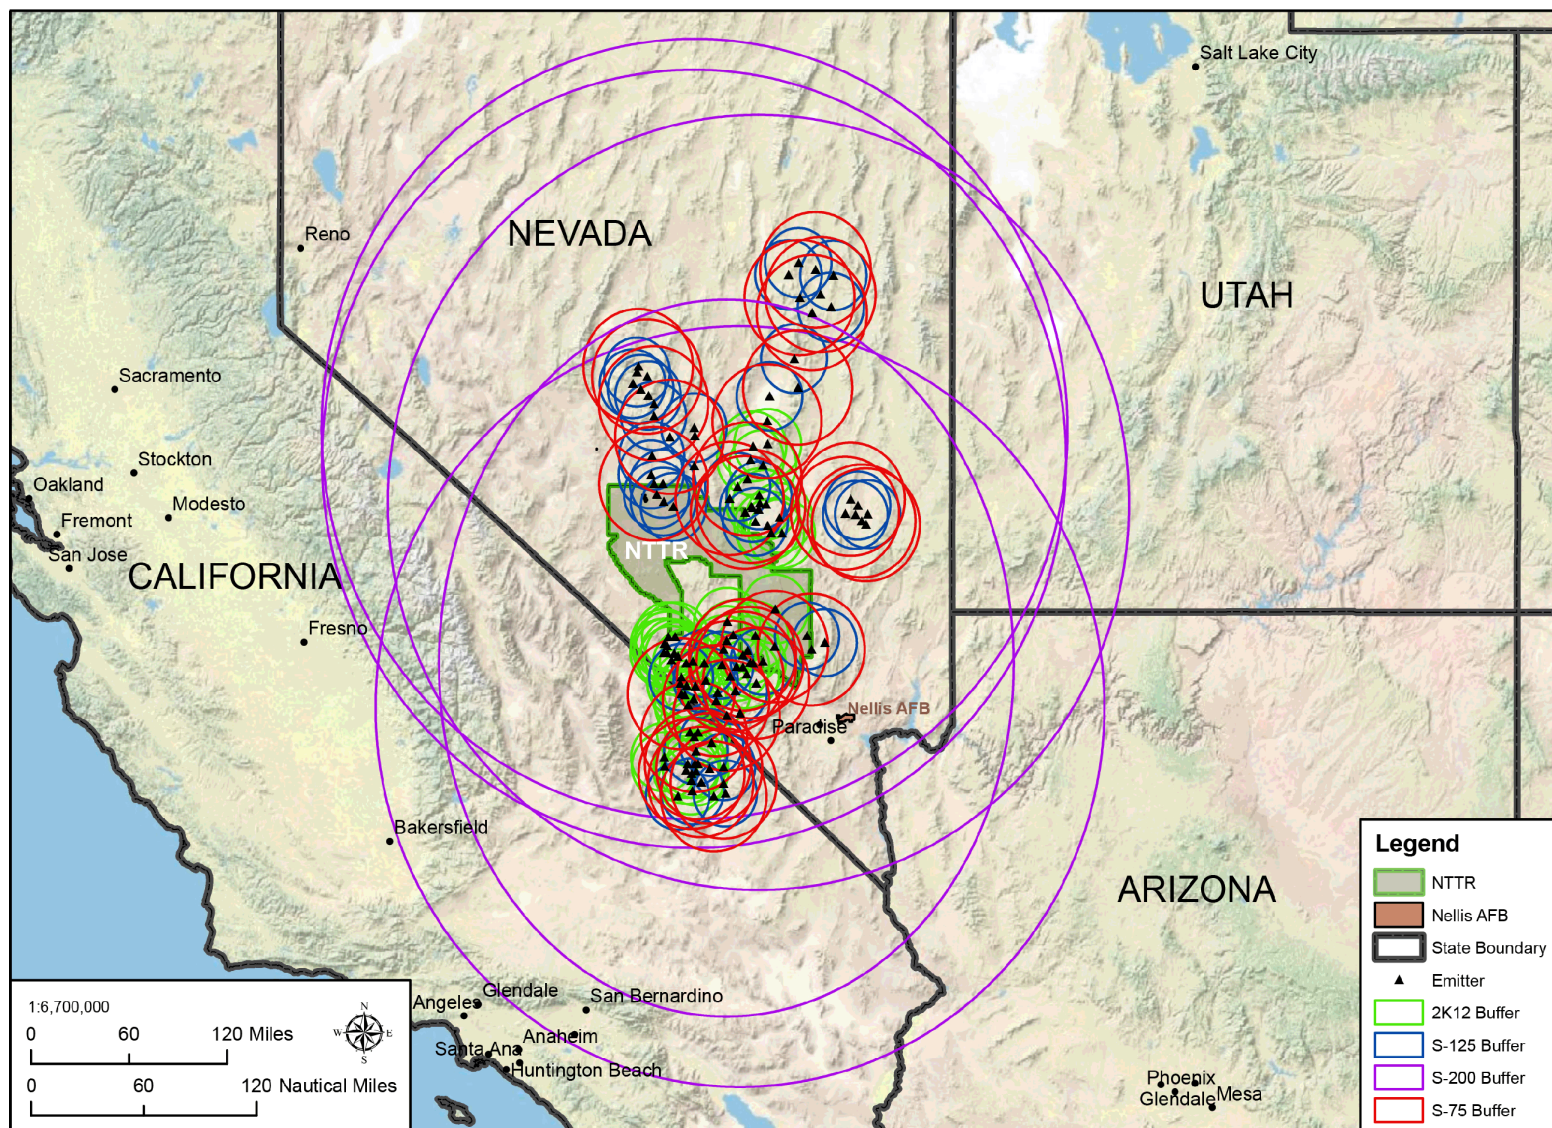 Salt Lake City
Reno
NEVADA
UTAH
Sacramento
Stockton
Oakland
Modesto
Fremont
San Jose
NTTR
CALIFORNIA
Fresno
Nellis AFB
Paradise
Bakersfield
ARIZONA
Legend
NTTR
Nellis AFB
State Boundary
Emitter
2K12 Buffer
S-125 Buffer
S-200 Buffer
S-75 Buffer
Angeles
Glendale
San Bernardino
Anaheim
Santa Ana
Huntington Beach
Phoenix
Glendale
Mesa
1:6,700,000
0 60 120 Miles
0 60 120 Nautical Miles
N
W E
S